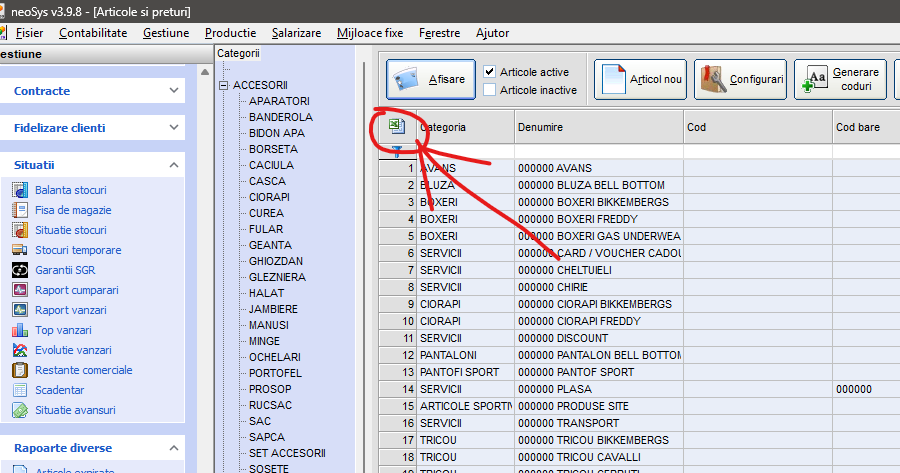 neoSys v3.9.8 - [Articole si preturi]
Fisier Contabilitate Gestiune Productie Salarizare Mijloace fixe Ferestre Ajutor
estiune
Contracte
Fidelizare clienti
Situatii
Balanta stocuri
Fisa de magazie
Situatie stocuri
Stocuri temporare
Garantii SGR
Raport cumparari
Raport vanzari
Top vanzari
Evolutie vanzari
Restante comerciale
Scadentar
Situatie avansuri
Rapoarte diverse
Articole expirate
Categorii
ACCESORII
APARATORI
BANDEROLA
BIDON APA
BORSETA
CACIULA
CASCA
CIORAPI
CUREA
FULAR
GEANTA
GHIOZDAN
GLEZNIERA
HALAT
JAMBIERE
MANUSI
MINGE
OCHELARI
PORTOFEL
PROSOP
RUCSAC
SAC
SAPCA
SET ACCESORII
SOSETE
Afisare
Articole active
Articole inactive
Articol nou
Configurari
Aa
Generare
coduri
Categoria Denumire Cod Cod bare
1 AVANS 000000 AVANS
2 BLUZA 000000 BLUZA BELL BOTTOM
3 BOXERI 000000 BOXERI BIKKEMBERGS
4 BOXERI 000000 BOXERI FREDDY
5 BOXERI 000000 BOXERI GAS UNDERWEA
6 SERVICII 000000 CARD / VOUCHER CADOU
7 SERVICII 000000 CHELTUIELI
8 SERVICII 000000 CHIRIE
9 CIORAPI 000000 CIORAPI BIKKEMBERGS
10 CIORAPI 000000 CIORAPI FREDDY
11 SERVICII 000000 DISCOUNT
12 PANTALONI 000000 PANTALON BELL BOTTOM
13 PANTOFI SPORT 000000 PANTOF SPORT
14 SERVICII 000000 PLASA 000000
15 ARTICOLE SPORTIV 000000 PRODUSE SITE
16 SERVICII 000000 TRANSPORT
17 TRICOU 000000 TRICOU BIKKEMBERGS
18 TRICOU 000000 TRICOU CAVALLI
19 TRICOU 000000 TRICOU CERRUTI